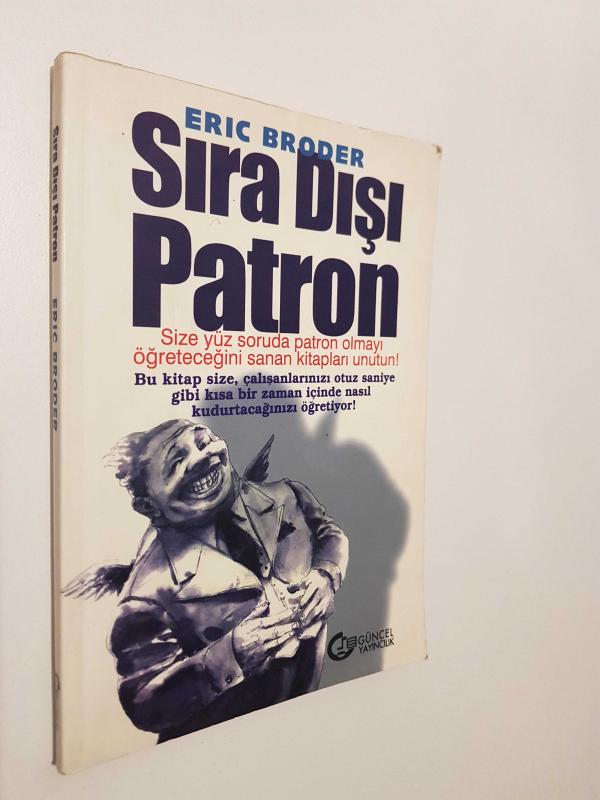 ERIC BRODER
Sıra Dışı
Patron
Size yüz soruda patron olmayı
öğreteceğini sanan kitapları unutun!
Bu kitap size, çalışanlarınızı otuz saniye
gibi kısa bir zaman içinde nasıl
kudurtacağınızı öğretiyor!
GÜNCEL
YAYINCILIK
Sıra Dışı Patron ERIC BRODER